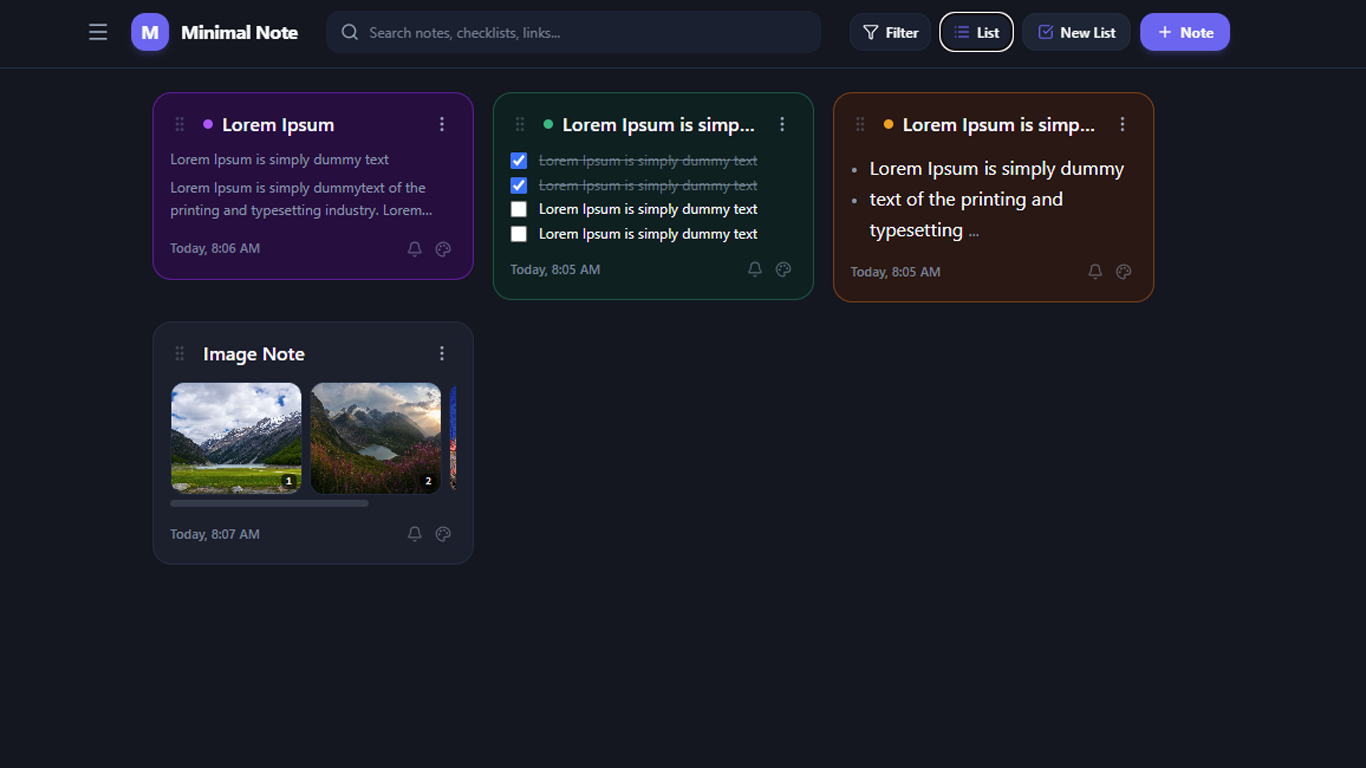 M Minimal Note Search notes, checklists, links... Filter List New List + Note
Lorem Ipsum
Lorem Ipsum is simply dummy text
Lorem Ipsum is simply dummytext of the
printing and typesetting industry. Lorem...
Today, 8:06 AM
Lorem Ipsum is simp...
Lorem Ipsum is simply dummy text
Lorem Ipsum is simply dummy text
Lorem Ipsum is simply dummy text
Lorem Ipsum is simply dummy text
Today, 8:05 AM
Lorem Ipsum is simp...
• Lorem Ipsum is simply dummy
• text of the printing and
typesetting ...
Today, 8:05 AM
Image Note
1 2
Today, 8:07 AM